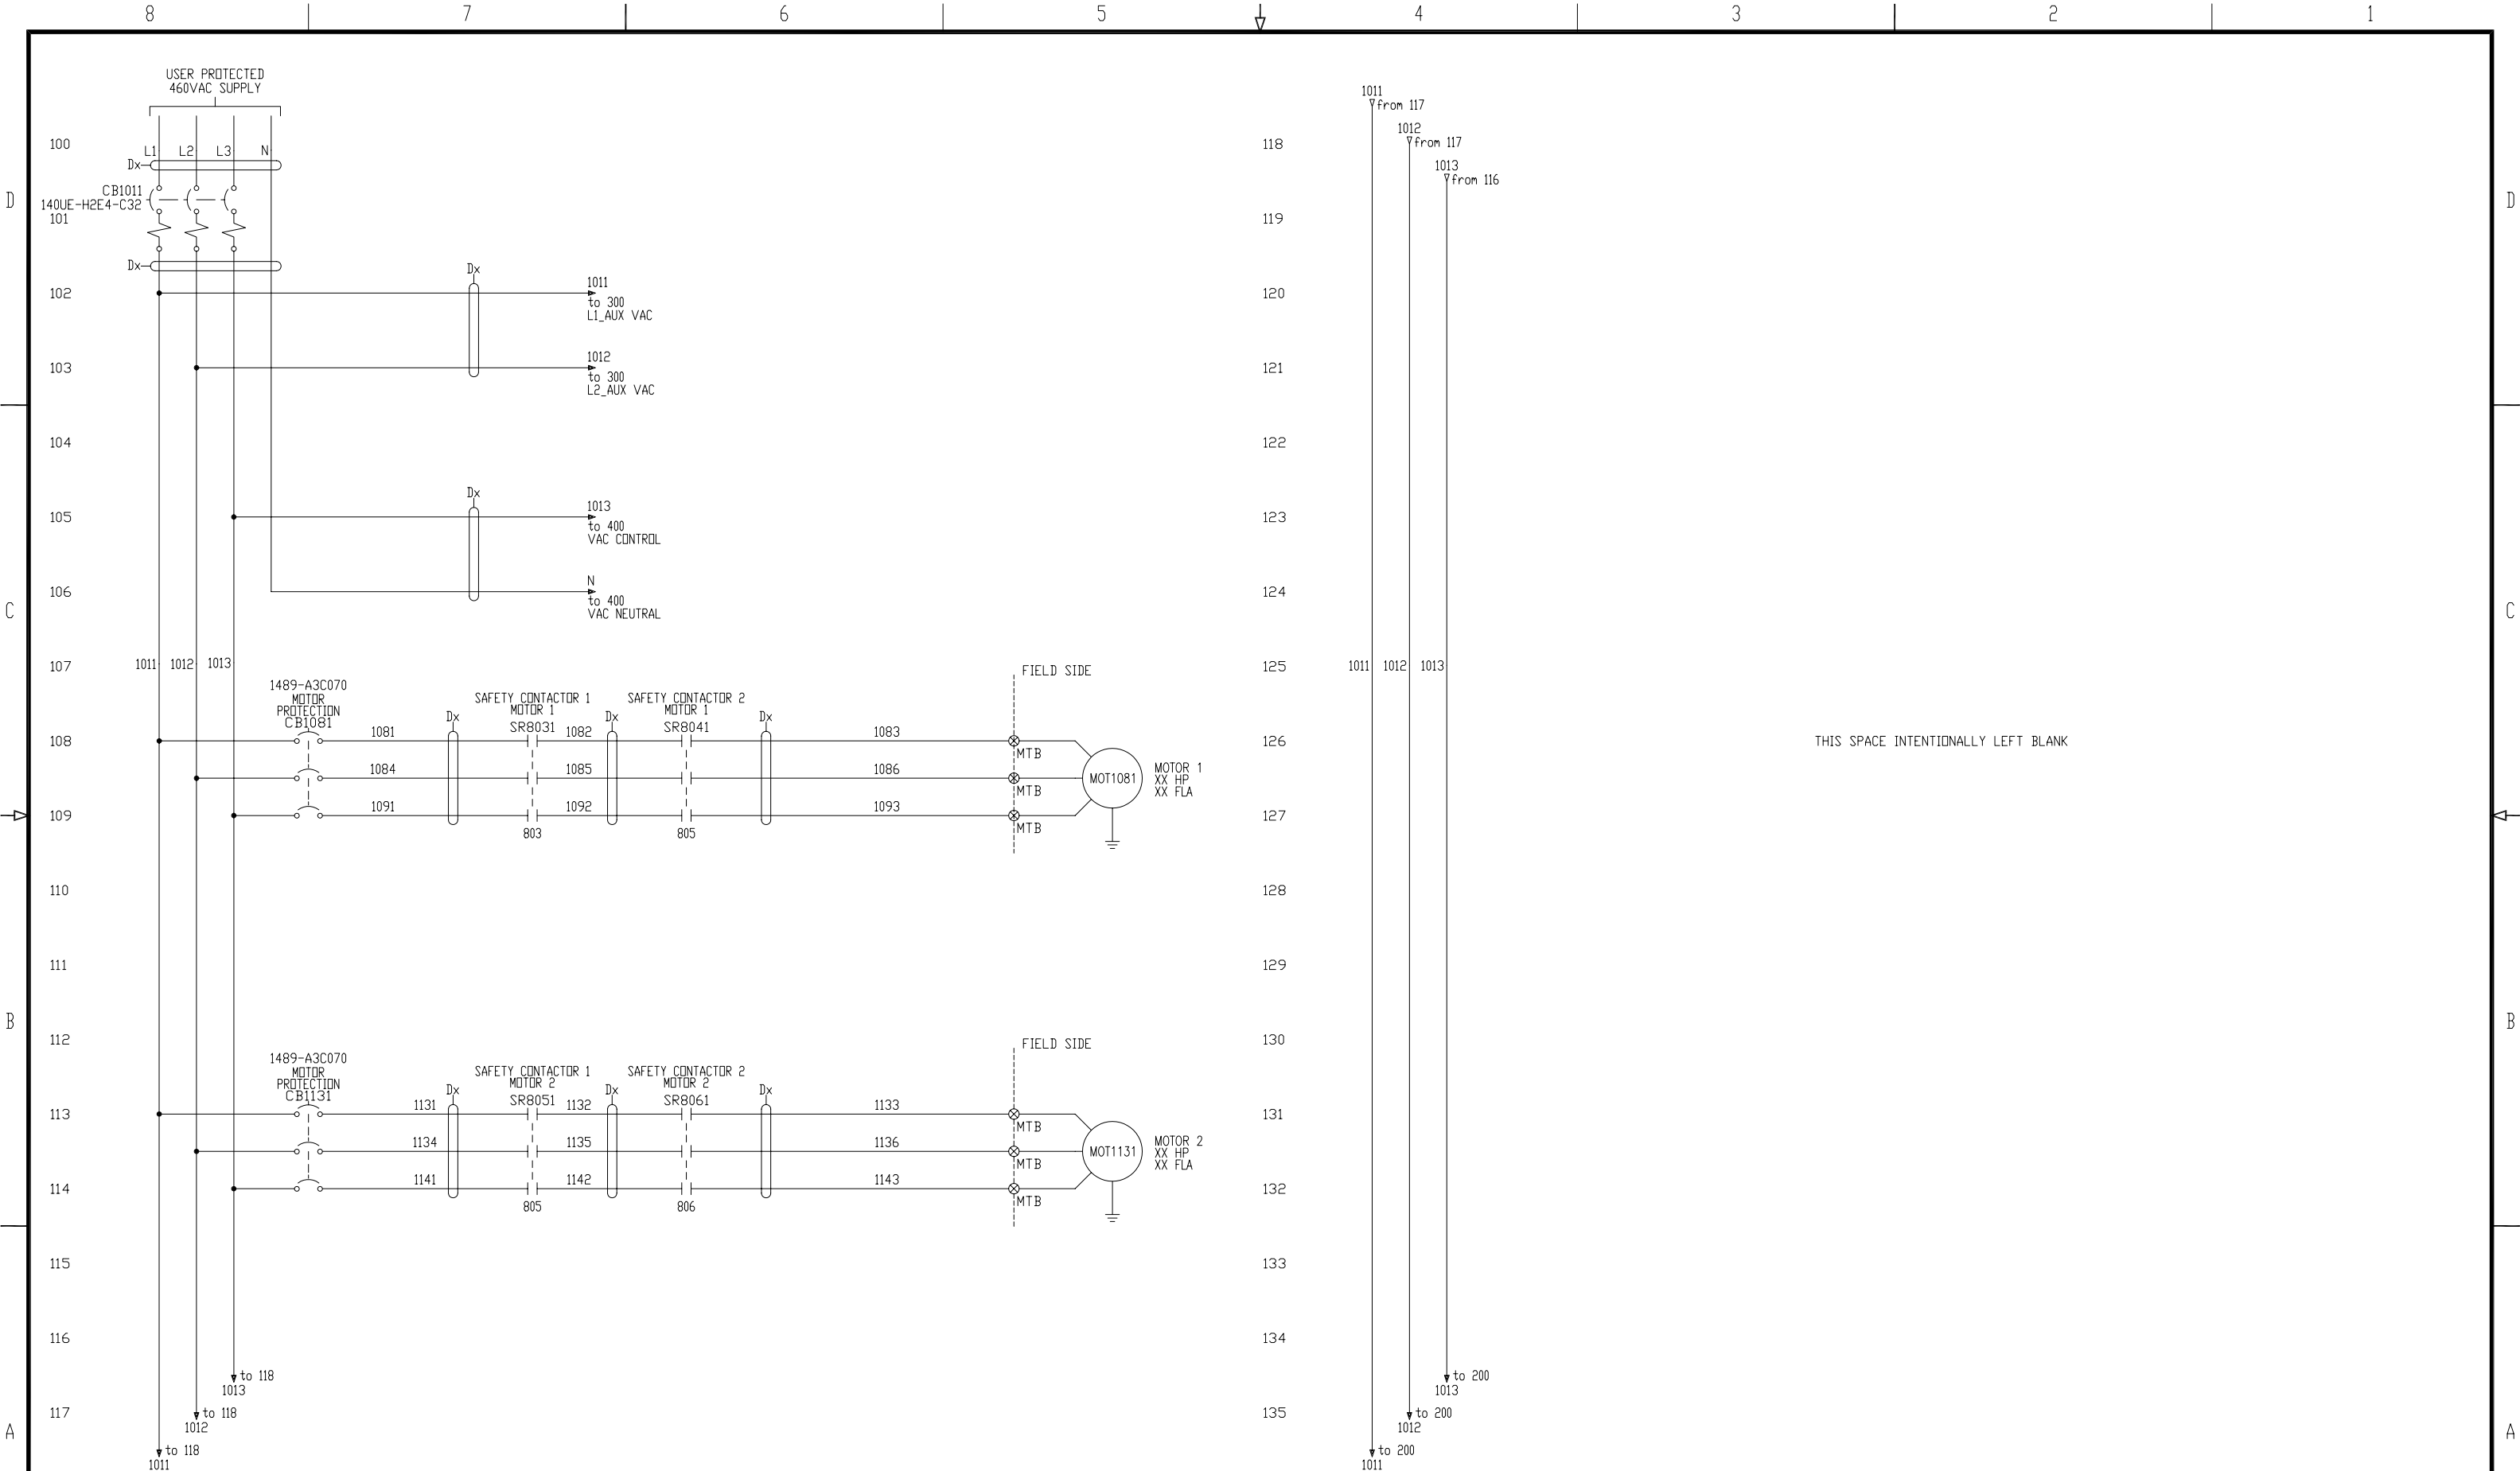 8 7 6 5 4 3 2 1
D
C
B
A
USER PROTECTED
460VAC SUPPLY
100
L1 L2 L3 N
Dx
CB1011
140UE-H2E4-C32
101
Dx
Dx
1011
102
to 300
L1_AUX VAC
1012
103
to 300
L2_AUX VAC
104
Dx
1013
105
to 400
VAC CONTROL
N
106
to 400
VAC NEUTRAL
107
1011 1012 1013
FIELD SIDE
1489-A3C070
MOTOR
PROTECTION
CB1081
SAFETY CONTACTOR 1
MOTOR 1
SR8031
SAFETY CONTACTOR 2
MOTOR 1
SR8041
Dx Dx Dx
108
1081 1082 1083
MTB
1084 1085 1086
MTB
MOT1081
MOTOR 1
XX HP
XX FLA
109
1091 1092 1093
MTB
803 805
110
111
112
FIELD SIDE
1489-A3C070
MOTOR
PROTECTION
CB1131
SAFETY CONTACTOR 1
MOTOR 2
SR8051
SAFETY CONTACTOR 2
MOTOR 2
SR8061
Dx Dx Dx
113
1131 1132 1133
MTB
1134 1135 1136
MTB
MOT1131
MOTOR 2
XX HP
XX FLA
114
1141 1142 1143
MTB
805 806
115
116
to 118
1013
117
to 118
1012
to 118
1011
1011
from 117
1012
118
from 117
1013
from 116
119
120
121
122
123
124
125
1011 1012 1013
126
THIS SPACE INTENTIONALLY LEFT BLANK
127
128
129
130
131
132
133
134
to 200
1013
135
to 200
1012
to 200
1011
D
C
B
A